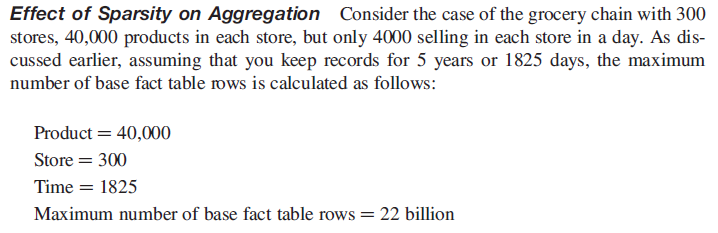 Effect of Sparsity on Aggregation Consider the case of the grocery chain with 300
stores, 40,000 products in each store, but only 4000 selling in each store in a day. As dis-
cussed earlier, assuming that you keep records for 5 years or 1825 days, the maximum
number of base fact table rows is calculated as follows:
Product = 40,000
Store = 300
Time = 1825
Maximum number of base fact table rows = 22 billion